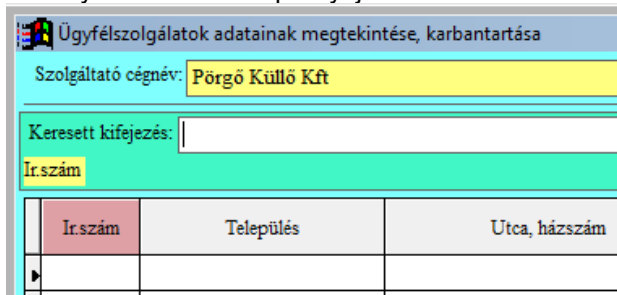 Ügyfélszolgálatok adatainak megtekintése, karbantartása
Szolgáltató cégnév: Pörgő Küllő Kft
Keresett kifejezés:
Ir.szám
Ir.szám Település Utca, házszám